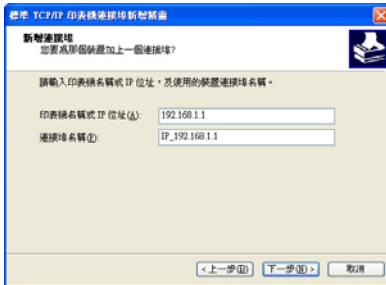 標準 TCP/IP 印表機連接埠新增精靈
新增連接埠
您要為那個裝置加上一個連接埠?
請輸入印表機名稱或 IP 位址，及使用的裝置連接埠名稱。
印表機名稱或 IP 位址(A): 192.168.1.1
連接埠名稱(P): IP_192.168.1.1
<上一步(B) 下一步(N)> 取消